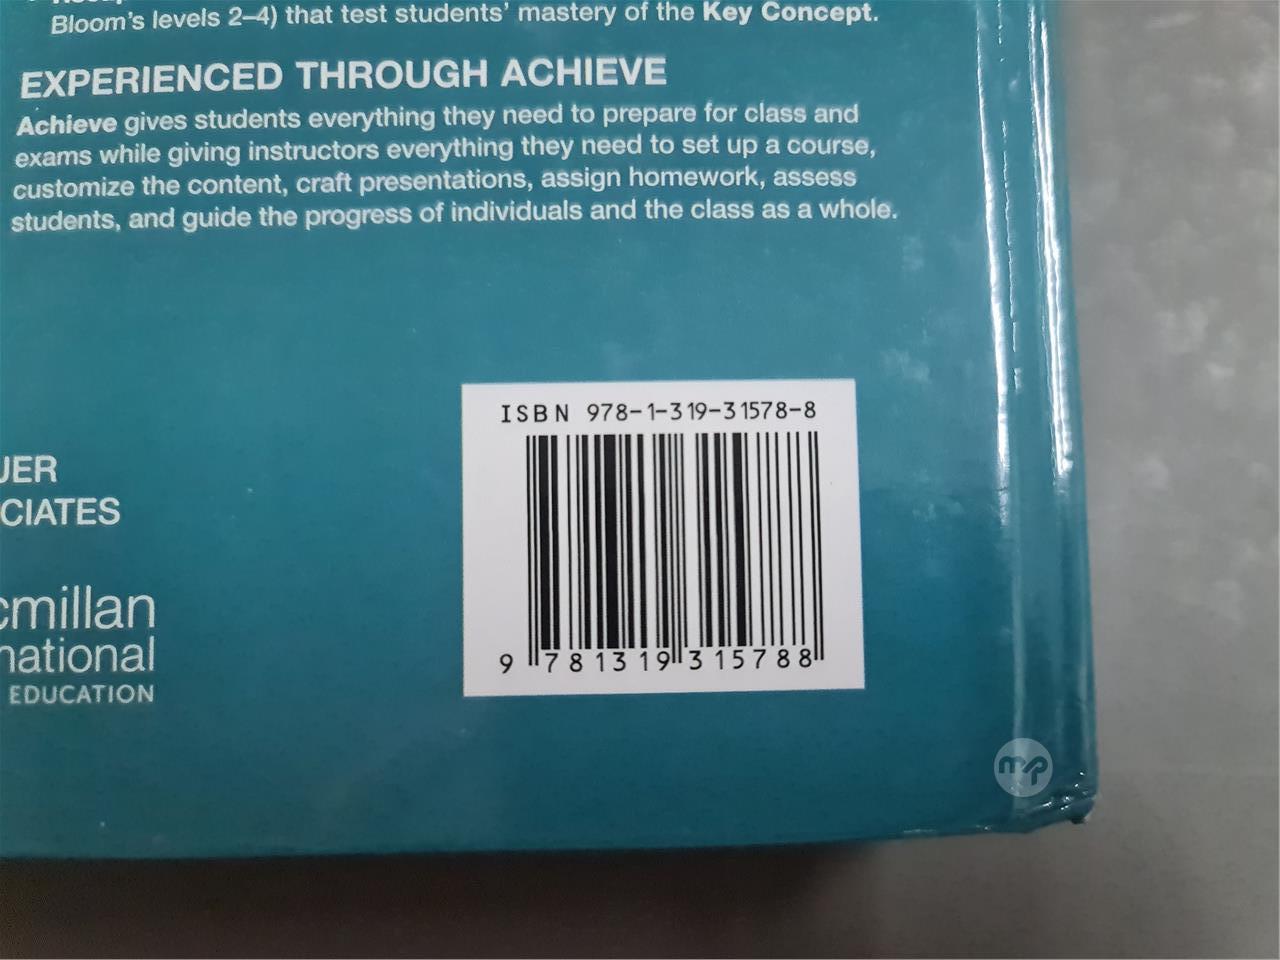 Bloom's levels 2–4) that test students' mastery of the Key Concept.
EXPERIENCED THROUGH ACHIEVE
Achieve gives students everything they need to prepare for class and
exams while giving instructors everything they need to set up a course,
customize the content, craft presentations, assign homework, assess
students, and guide the progress of individuals and the class as a whole.
UER
CIATES
cmillan
national
EDUCATION
ISBN 978-1-319-31578-8
9 781319 315788
mp